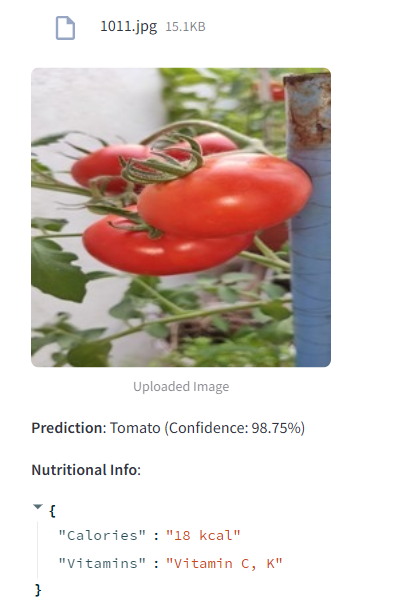 1011.jpg 15.1KB
Uploaded Image
Prediction: Tomato (Confidence: 98.75%)
Nutritional Info:
{
"Calories" : "18 kcal"
"Vitamins" : "Vitamin C, K"
}